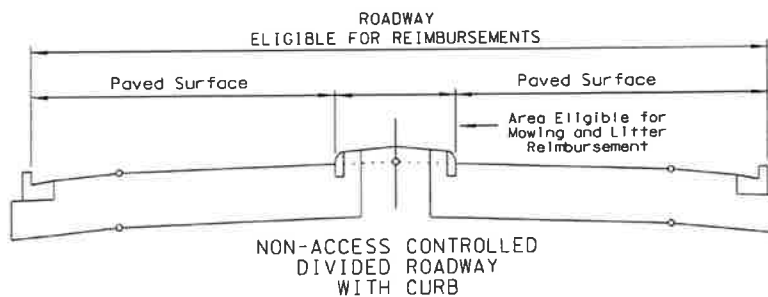 ROADWAY
ELIGIBLE FOR REIMBURSEMENTS
Paved Surface
Paved Surface
Area Eligible for
Mowing and Litter
Reimbursement
NON-ACCESS CONTROLLED
DIVIDED ROADWAY
WITH CURB